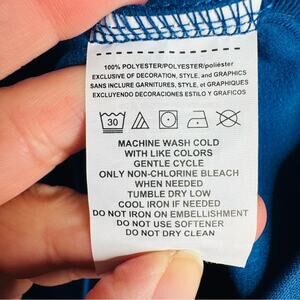 100% POLYESTER/POLYESTER/poliéster
EXCLUSIVE OF DECORATION, STYLE, and GRAPHICS
SANS INCLURE GARNITURES, STYLE, et GRAPHIQUES
EXCLUYENDO DECORACIONES ESTILO Y GRAFICOS
30
MACHINE WASH COLD
WITH LIKE COLORS
GENTLE CYCLE
ONLY NON-CHLORINE BLEACH
WHEN NEEDED
TUMBLE DRY LOW
COOL IRON IF NEEDED
DO NOT IRON ON EMBELLISHMENT
DO NOT USE SOFTENER
DO NOT DRY CLEAN